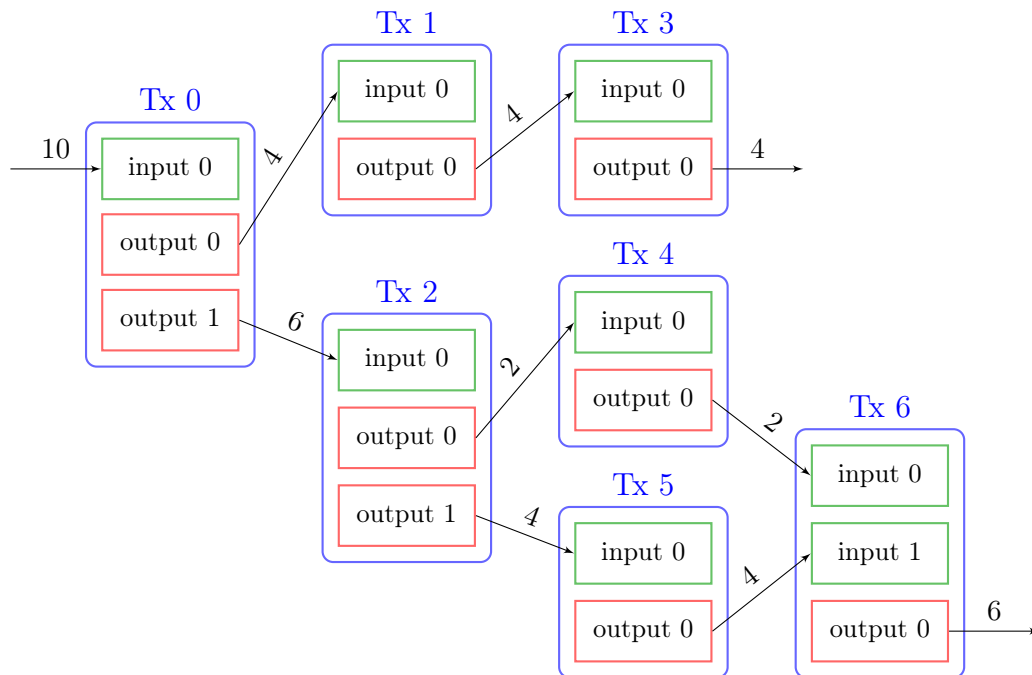 Tx 0
10
input 0
output 0
output 1
4
6
Tx 1
input 0
output 0
4
Tx 3
input 0
output 0
4
Tx 2
input 0
output 0
output 1
2
4
Tx 4
input 0
output 0
2
Tx 5
input 0
output 0
4
Tx 6
input 0
input 1
output 0
6